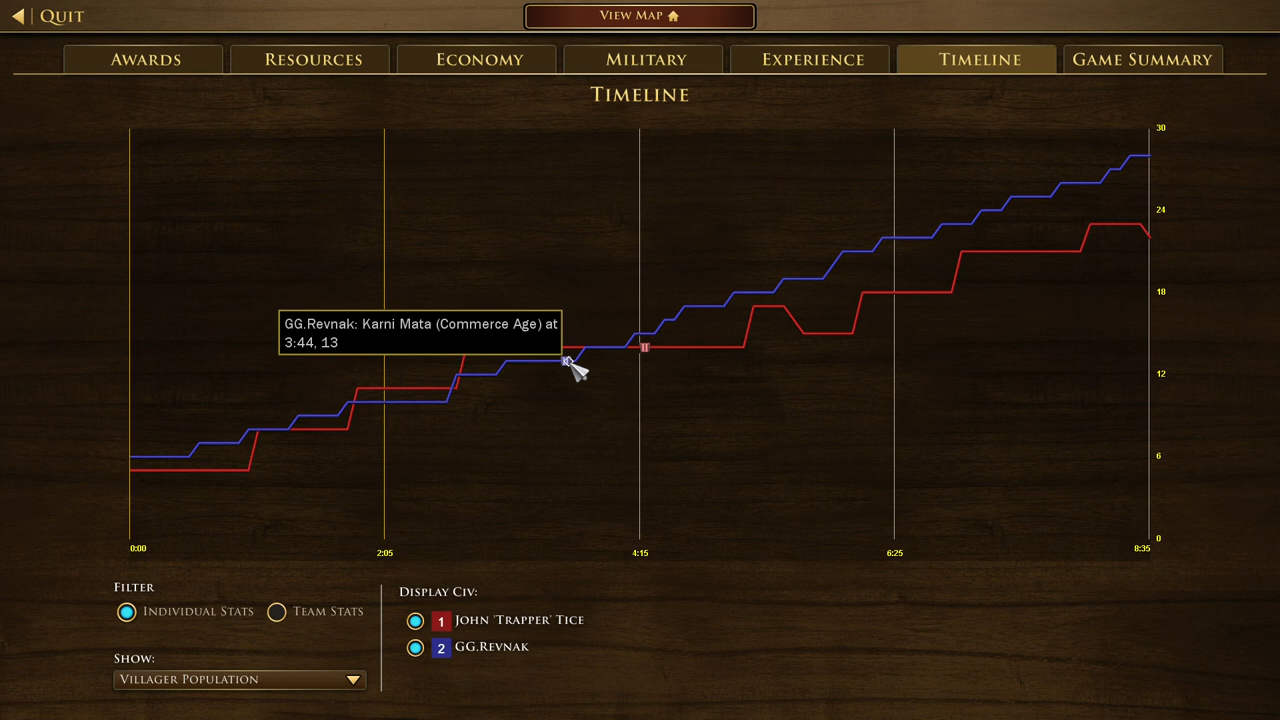 QUIT
VIEW MAP
AWARDS
RESOURCES
ECONOMY
MILITARY
EXPERIENCE
TIMELINE
GAME SUMMARY
TIMELINE
30
24
18
12
6
0
GG.Revnak: Karni Mata (Commerce Age) at
3:44, 13
II
0:00
2:05
4:15
6:25
8:35
FILTER
INDIVIDUAL STATS
TEAM STATS
SHOW:
VILLAGER POPULATION
DISPLAY CIV:
1 JOHN 'TRAPPER' TICE
2 GG.REVNAK